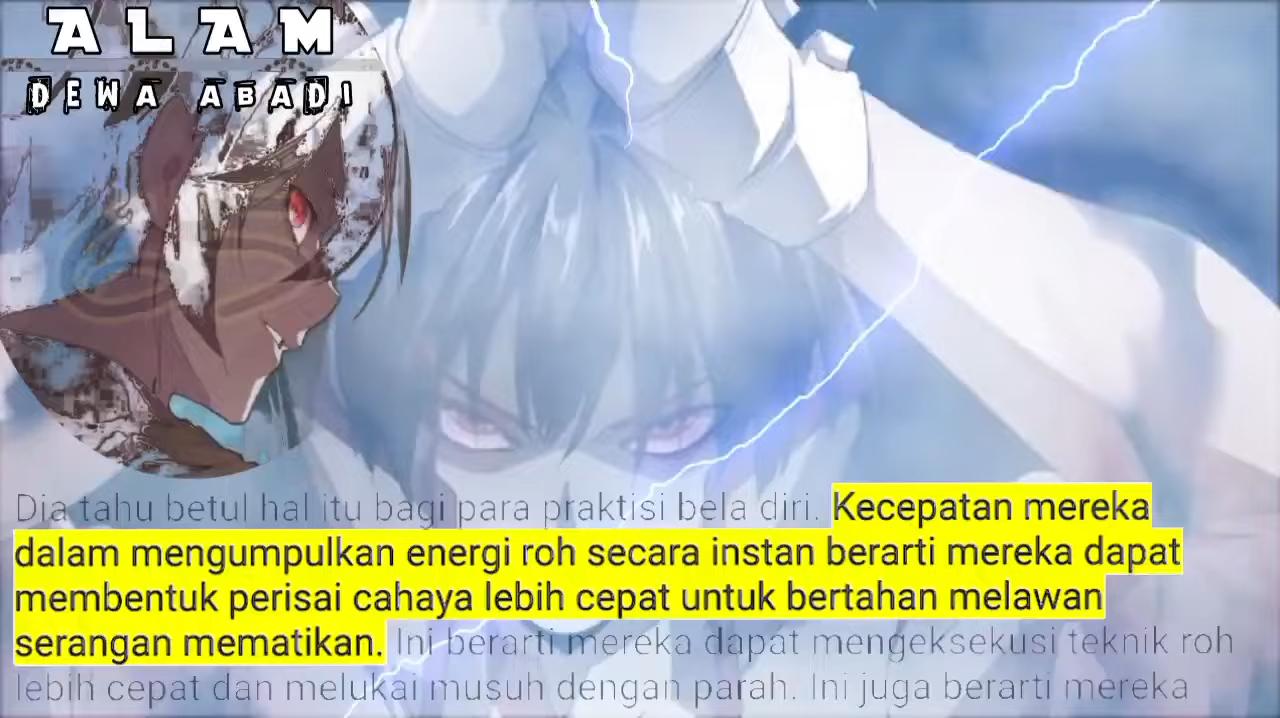 ALAM
DEWA ABADI
Dia tahu betul hal itu bagi para praktisi bela diri. Kecepatan mereka
dalam mengumpulkan energi roh secara instan berarti mereka dapat
membentuk perisai cahaya lebih cepat untuk bertahan melawan
serangan mematikan. Ini berarti mereka dapat mengeksekusi teknik roh
lebih cepat dan melukai musuh dengan parah. Ini juga berarti mereka